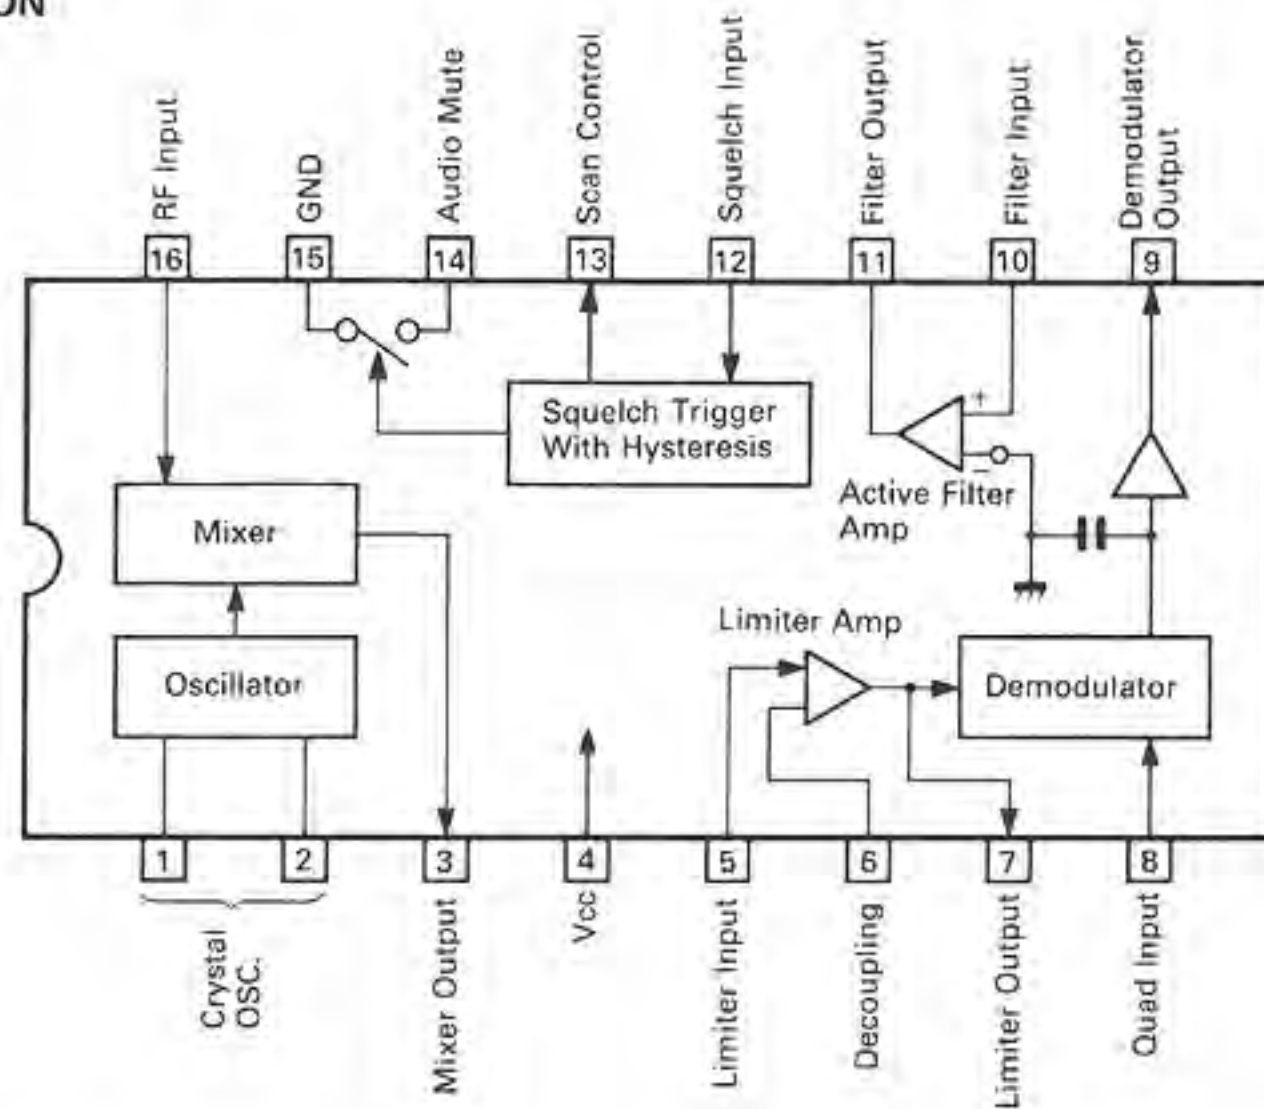 ON
RF Input
GND
Audio Mute
Scan Control
Squelch Input
Filter Output
Filter Input
Demodulator
Output
16
15
14
13
12
11
10
9
+
Squelch Trigger
With Hysteresis
−
Active Filter
Amp
Mixer
Limiter Amp
Oscillator
Demodulator
1
2
3
4
5
6
7
8
Crystal
OSC.
Mixer Output
Vcc
Limiter Input
Decoupling
Limiter Output
Quad Input